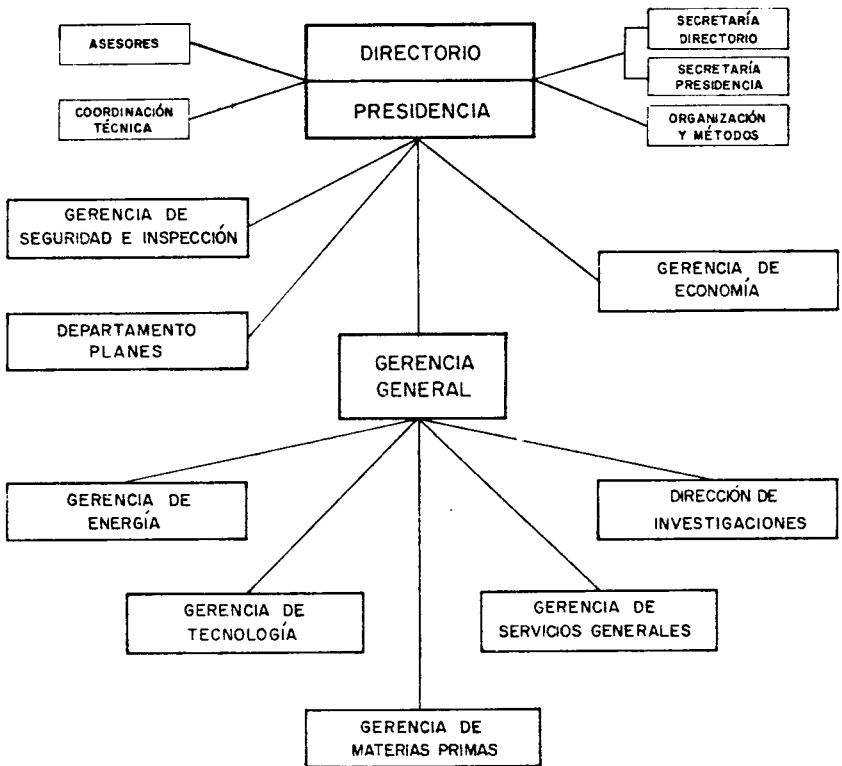 ASESORES
COORDINACIÓN
TÉCNICA
DIRECTORIO
PRESIDENCIA
SECRETARÍA
DIRECTORIO
SECRETARÍA
PRESIDENCIA
ORGANIZACIÓN
Y MÉTODOS
GERENCIA DE
SEGURIDAD E INSPECCIÓN
DEPARTAMENTO
PLANES
GERENCIA DE
ECONOMÍA
GERENCIA
GENERAL
GERENCIA DE
ENERGÍA
DIRECCIÓN DE
INVESTIGACIONES
GERENCIA DE
TECNOLOGÍA
GERENCIA DE
SERVICIOS GENERALES
GERENCIA DE
MATERIAS PRIMAS